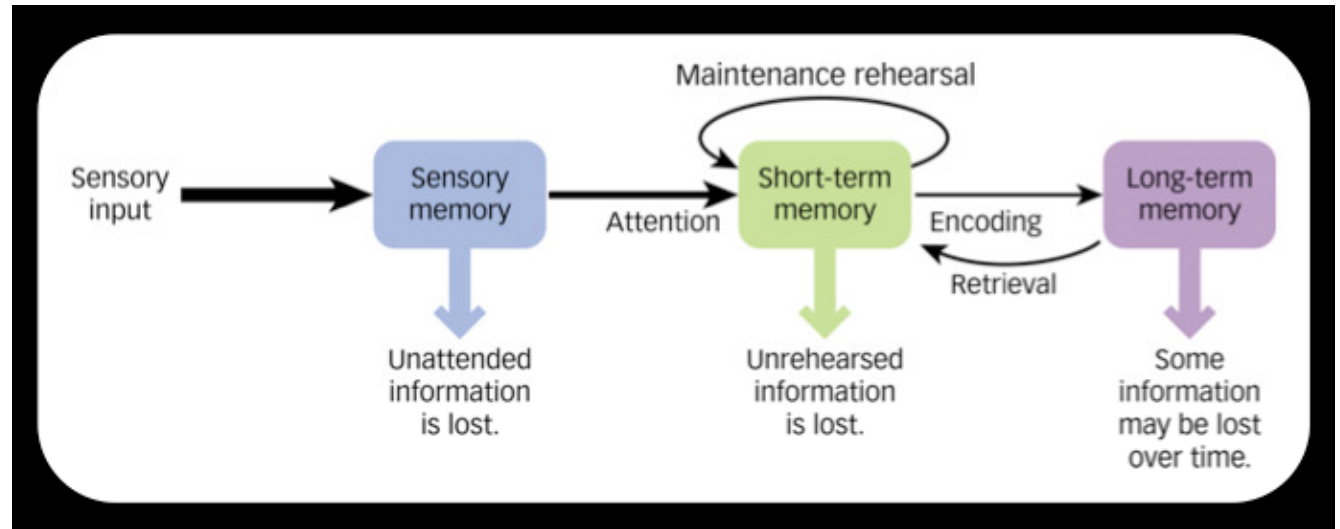 Maintenance rehearsal
Sensory
input
Sensory
memory
Attention
Short-term
memory
Encoding
Retrieval
Long-term
memory
Unattended
information
is lost.
Unrehearsed
information
is lost.
Some
information
may be lost
over time.